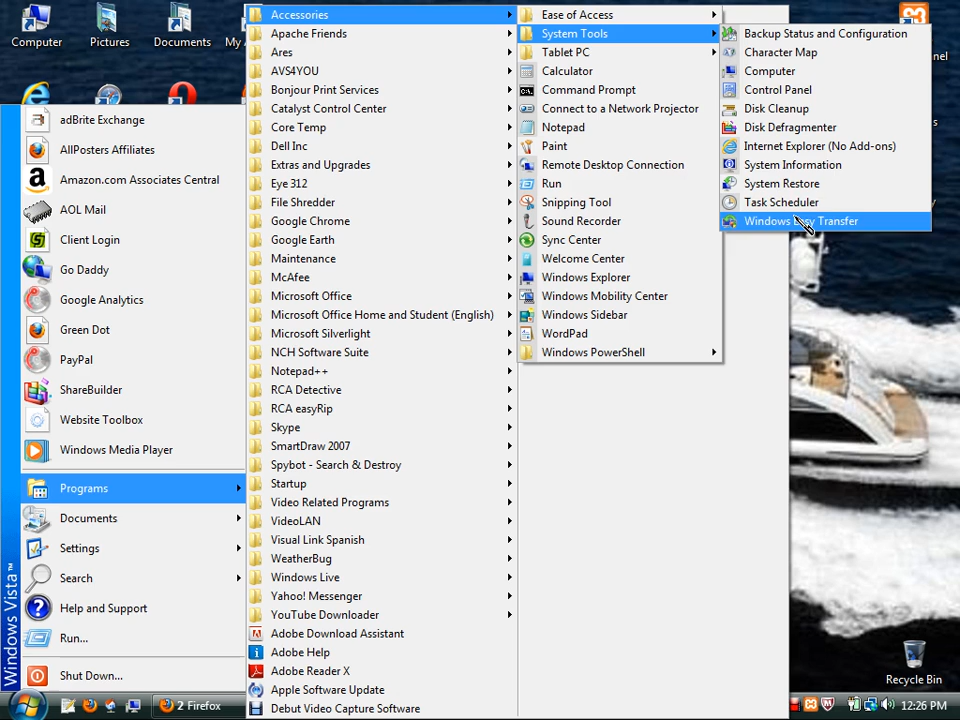 Computer
Pictures
Documents
My
nel
s
adBrite Exchange
AllPosters Affiliates
Amazon.com Associates Central
AOL Mail
Client Login
Go Daddy
Google Analytics
Green Dot
PayPal
ShareBuilder
Website Toolbox
Windows Media Player
Programs
Documents
Settings
Search
Help and Support
Run...
Shut Down...
Windows Vista™
Accessories
Apache Friends
Ares
AVS4YOU
Bonjour Print Services
Catalyst Control Center
Core Temp
Dell Inc
Extras and Upgrades
Eye 312
File Shredder
Google Chrome
Google Earth
Maintenance
McAfee
Microsoft Office
Microsoft Office Home and Student (English)
Microsoft Silverlight
NCH Software Suite
Notepad++
RCA Detective
RCA easyRip
Skype
SmartDraw 2007
Spybot - Search & Destroy
Startup
Video Related Programs
VideoLAN
Visual Link Spanish
WeatherBug
Windows Live
Yahoo! Messenger
YouTube Downloader
Adobe Download Assistant
Adobe Help
Adobe Reader X
Apple Software Update
Debut Video Capture Software
Ease of Access
System Tools
Tablet PC
Calculator
Command Prompt
Connect to a Network Projector
Notepad
Paint
Remote Desktop Connection
Run
Snipping Tool
Sound Recorder
Sync Center
Welcome Center
Windows Explorer
Windows Mobility Center
Windows Sidebar
WordPad
Windows PowerShell
Backup Status and Configuration
Character Map
Computer
Control Panel
Disk Cleanup
Disk Defragmenter
Internet Explorer (No Add-ons)
System Information
System Restore
Task Scheduler
Windows Easy Transfer
Recycle Bin
2 Firefox
12:26 PM